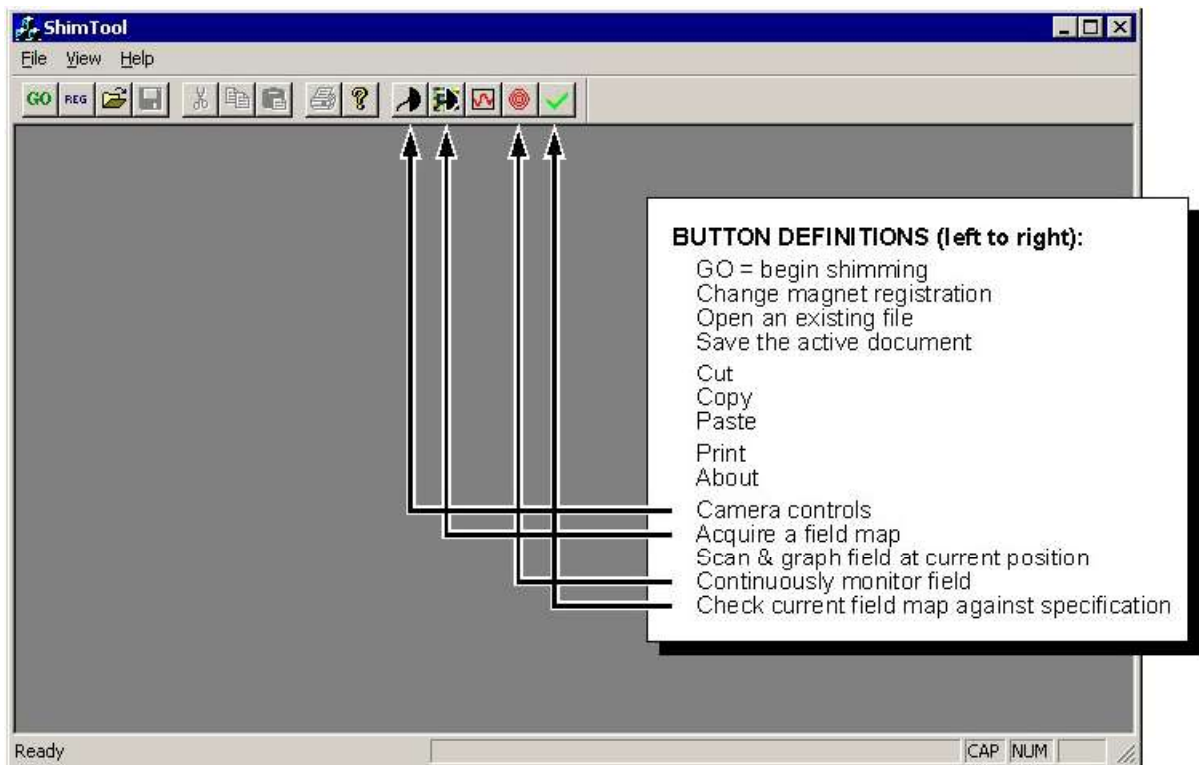 ShimTool
File View Help
GO REG
BUTTON DEFINITIONS (left to right):
GO = begin shimming
Change magnet registration
Open an existing file
Save the active document
Cut
Copy
Paste
Print
About
Camera controls
Acquire a field map
Scan & graph field at current position
Continuously monitor field
Check current field map against specification
Ready CAP NUM